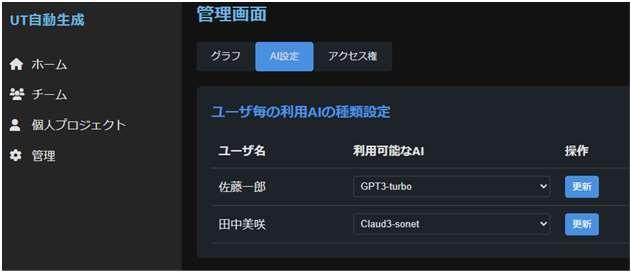 UT自動生成
ホーム
チーム
個人プロジェクト
管理
管理画面
グラフ AI設定 アクセス権
ユーザ毎の利用AIの種類設定
ユーザ名 利用可能なAI 操作
佐藤一郎 GPT3-turbo 更新
田中美咲 Claud3-sonet 更新